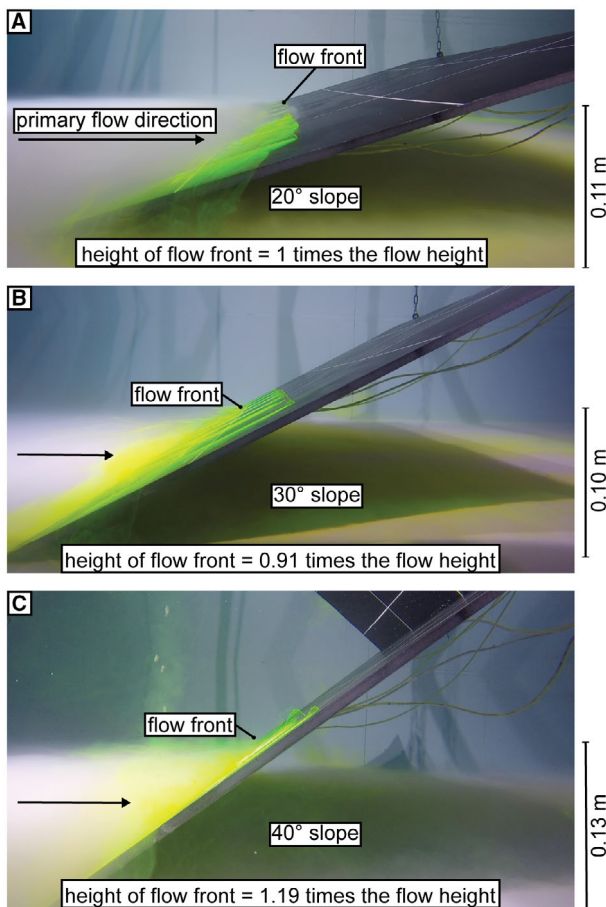 A
flow front
primary flow direction
20° slope
0.11 m
height of flow front = 1 times the flow height
B
flow front
30° slope
0.10 m
height of flow front = 0.91 times the flow height
C
flow front
40° slope
0.13 m
height of flow front = 1.19 times the flow height